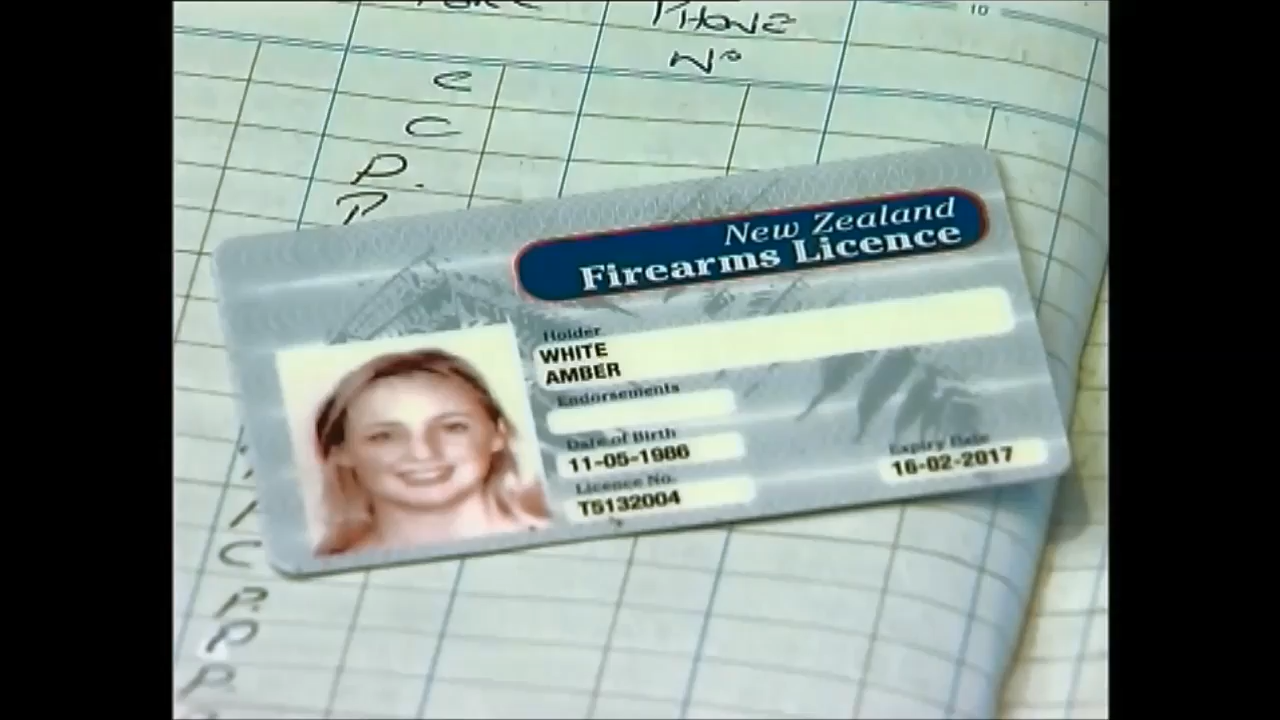 PHONE
Nº
10
C
C
P.
P
New Zealand
Firearms Licence
Holder
WHITE
AMBER
Endorsements
Date of Birth
11-05-1986
Expiry Date
16-02-2017
Licence No.
T5132004
C
P
P
P